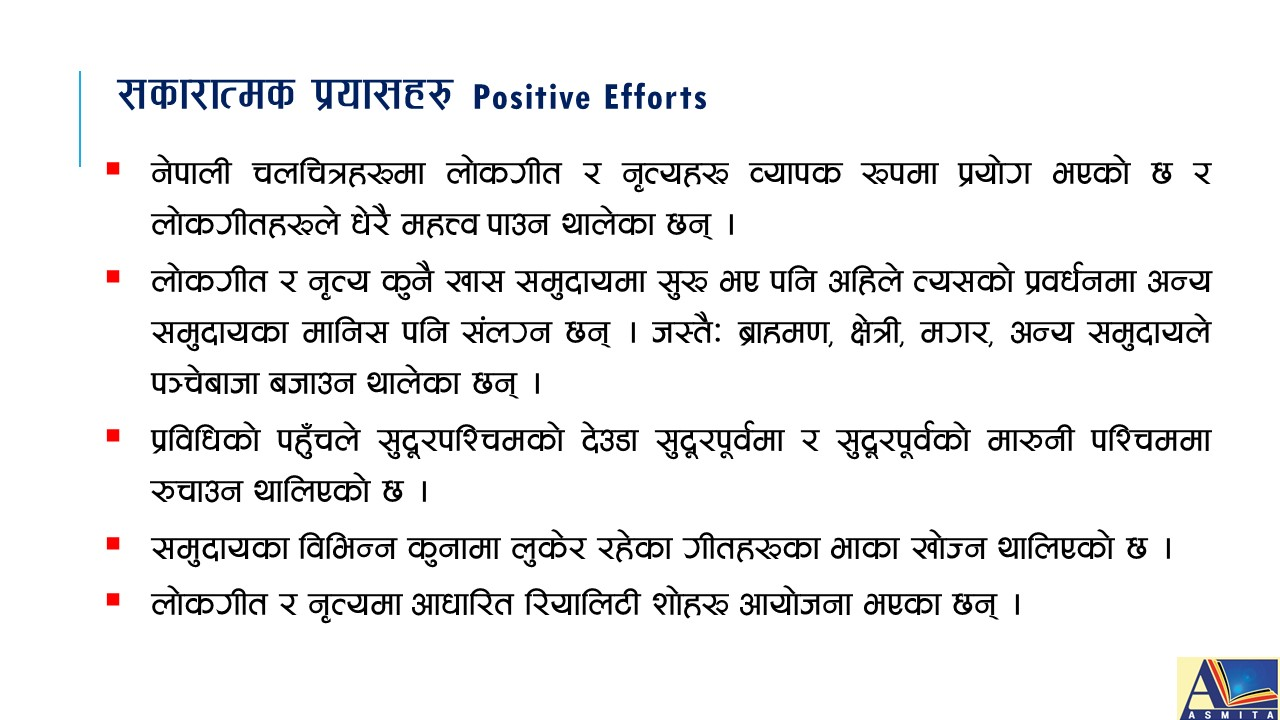 सकारात्मक प्रयासहरु Positive Efforts
▪ नेपाली चलचित्रहरुमा लोकगीत र नृत्यहरु व्यापक रुपमा प्रयोग भएको छ र
लोकगीतहरुले धेरै महत्त्व पाउन थालेका छन् ।
▪ लोकगीत र नृत्य कुनै खास समुदायमा सुरु भए पनि अहिले त्यसको प्रवर्धनमा अन्य
समुदायका मानिस पनि संलग्न छन् । जस्तै: ब्राहमण, क्षेत्री, मगर, अन्य समुदायले
पञ्चेबाजा बजाउन थालेका छन् ।
▪ प्रविधिको पहुँचले सुदूरपश्चिमको देउडा सुदूरपूर्वमा र सुदूरपूर्वको मारुनी पश्चिममा
रुचाउन थालिएको छ ।
▪ समुदायका विभिन्न कुनामा लुकेर रहेका गीतहरुका भाका खोज्न थालिएको छ ।
▪ लोकगीत र नृत्यमा आधारित रियालिटी शोहरु आयोजना भएका छन् ।
ASMITA